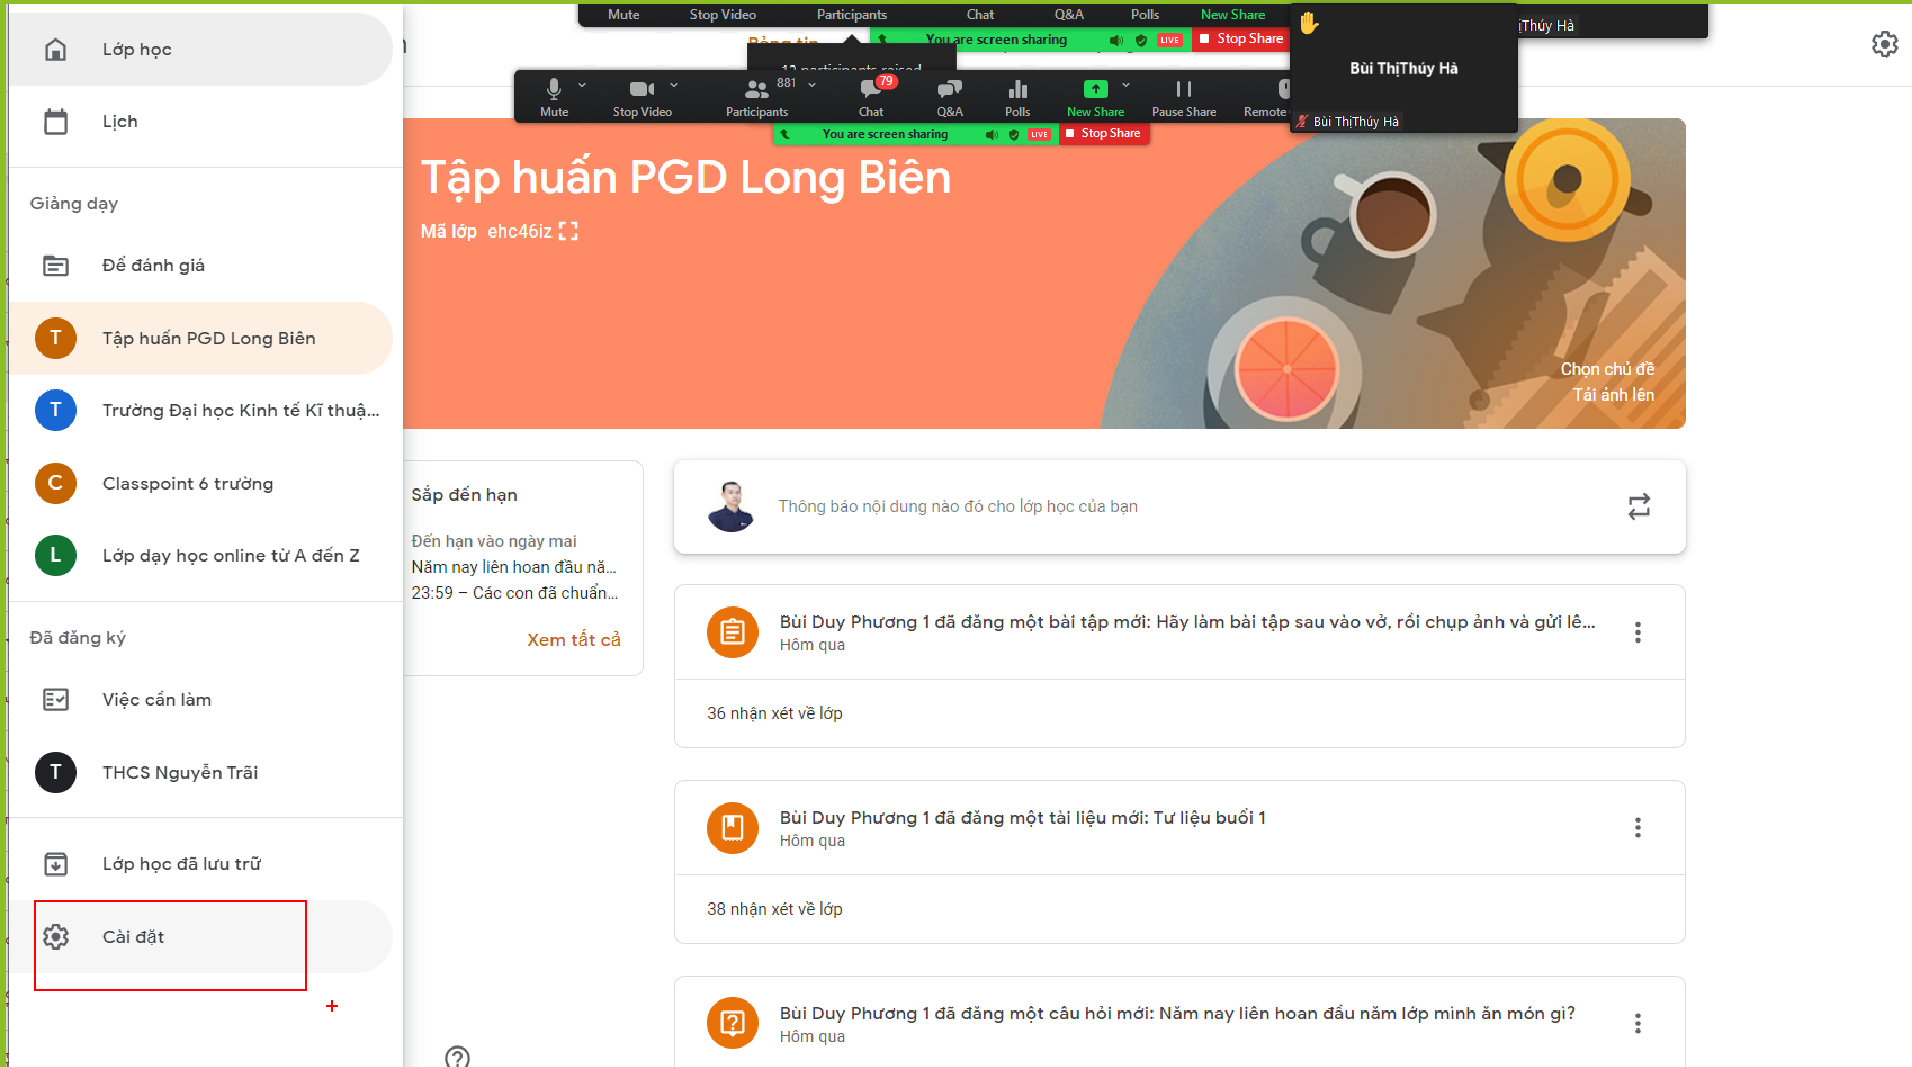 Mute Stop Video Participants Chat Q&A Polls New Share
You are screen sharing LIVE Stop Share
Mute Stop Video Participants 881 Chat 79 Q&A Polls New Share Pause Share Remote
You are screen sharing LIVE Stop Share
Bùi ThịThúy Hà
Bùi ThịThúy Hà
Lớp học
Lịch
Giảng dạy
Để đánh giá
T Tập huấn PGD Long Biên
T Trường Đại học Kinh tế Kĩ thuậ...
C Classpoint 6 trường
L Lớp dạy học online từ A đến Z
Đã đăng ký
Việc cần làm
T THCS Nguyễn Trãi
Lớp học đã lưu trữ
Cài đặt
Tập huấn PGD Long Biên
Mã lớp ehc46iz
Chọn chủ đề
Tải ảnh lên
Sắp đến hạn
Đến hạn vào ngày mai
Năm nay liên hoan đầu nă...
23:59 – Các con đã chuẩn...
Xem tất cả
Thông báo nội dung nào đó cho lớp học của bạn
Bùi Duy Phương 1 đã đăng một bài tập mới: Hãy làm bài tập sau vào vở, rồi chụp ảnh và gửi lê...
Hôm qua
36 nhận xét về lớp
Bùi Duy Phương 1 đã đăng một tài liệu mới: Tư liệu buổi 1
Hôm qua
38 nhận xét về lớp
Bùi Duy Phương 1 đã đăng một câu hỏi mới: Năm nay liên hoan đầu năm lớp mình ăn món gì?
Hôm qua